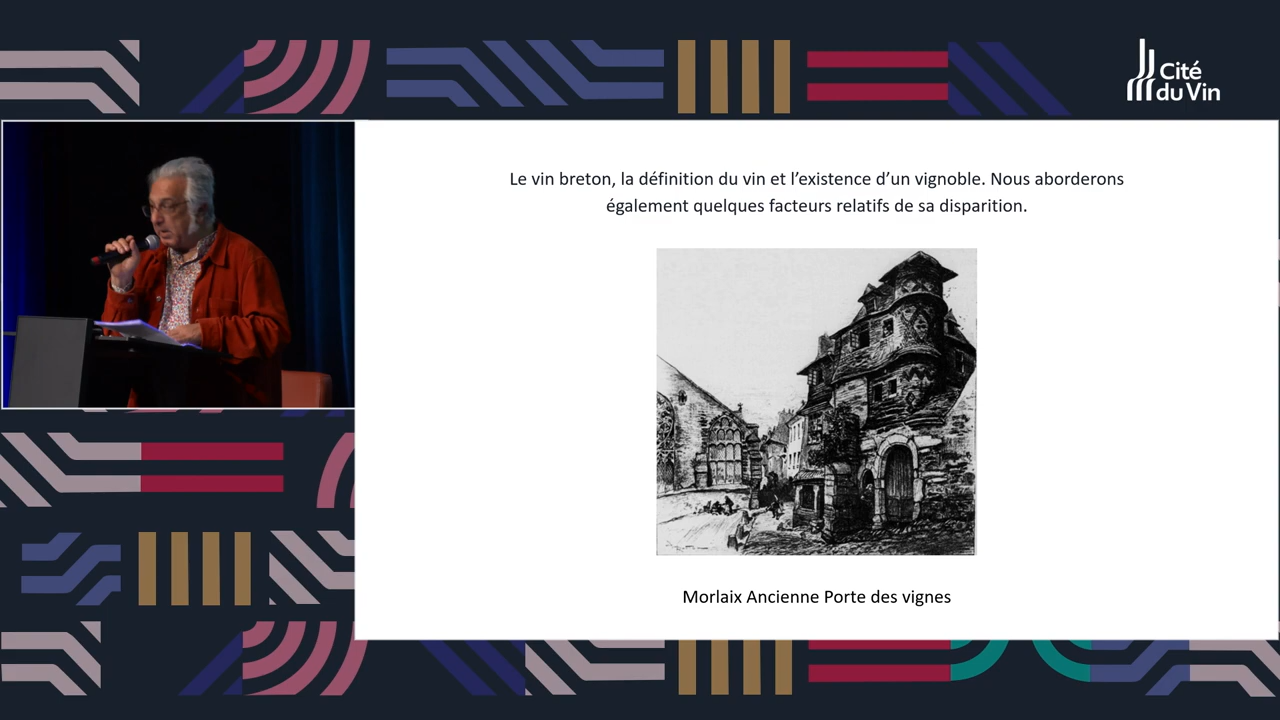 Cité
du Vin
Le vin breton, la définition du vin et l’existence d’un vignoble. Nous aborderons
également quelques facteurs relatifs de sa disparition.
Morlaix Ancienne Porte des vignes